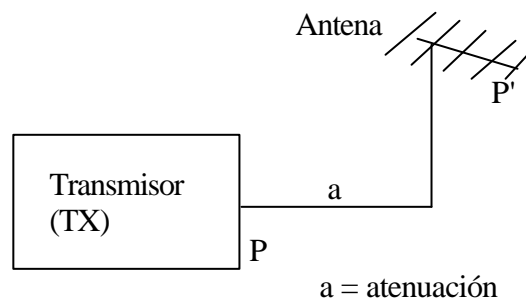 Antena
P'
Transmisor
(TX)
a
P
a = atenuación